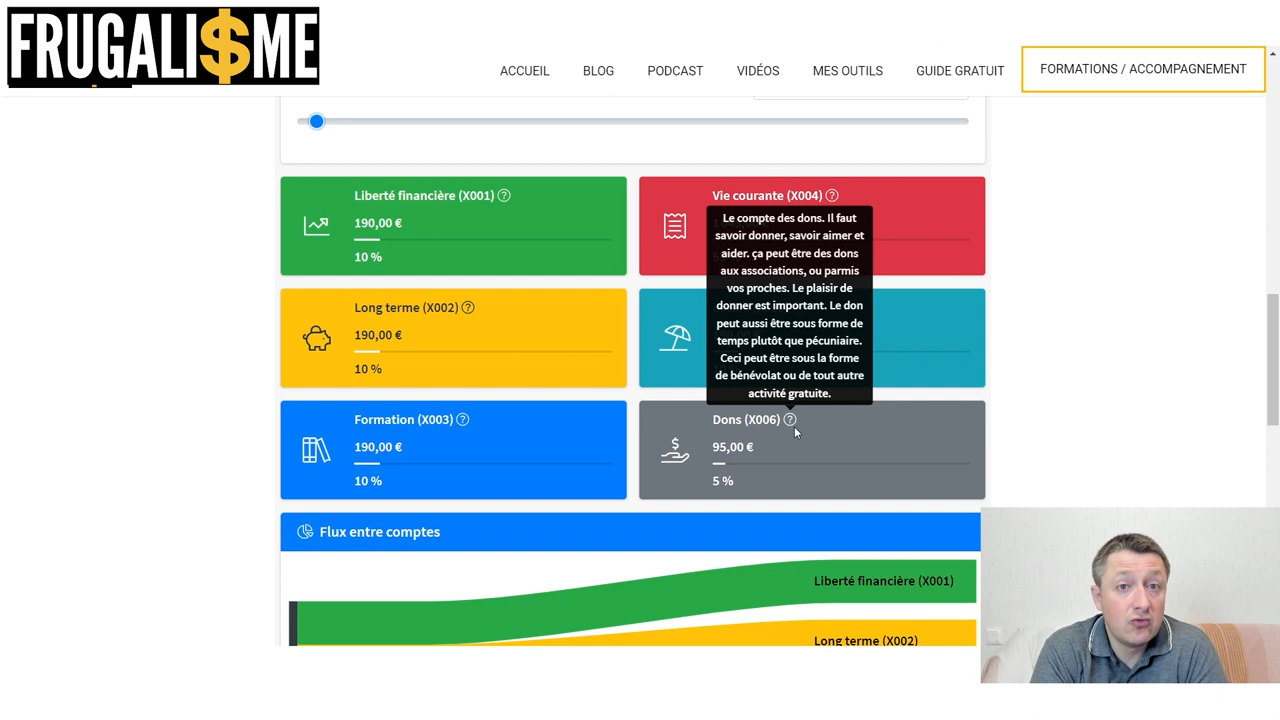 FRUGALI$ME
ACCUEIL
BLOG
PODCAST
VIDÉOS
MES OUTILS
GUIDE GRATUIT
FORMATIONS / ACCOMPAGNEMENT
Liberté financière (X001)
190,00 €
10 %
Vie courante (X004)
Le compte des dons. Il faut
savoir donner, savoir aimer et
aider. ça peut être des dons
aux associations, ou parmis
vos proches. Le plaisir de
donner est important. Le don
peut aussi être sous forme de
temps plutôt que pécuniaire.
Ceci peut être sous la forme
de bénévolat ou de tout autre
activité gratuite.
Long terme (X002)
190,00 €
10 %
Formation (X003)
190,00 €
10 %
Dons (X006)
95,00 €
5 %
Flux entre comptes
Liberté financière (X001)
Long terme (X002)